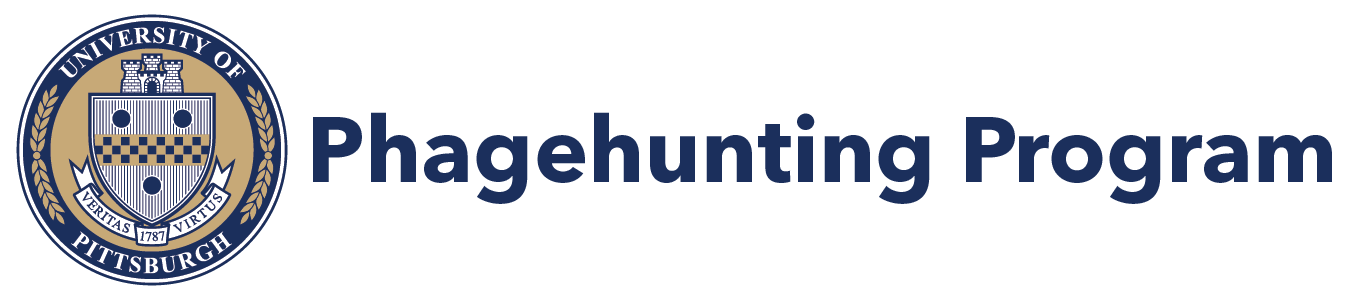 UNIVERSITY OF
PITTSBURGH
VERITAS
1787
VIRTUS
Phagehunting Program